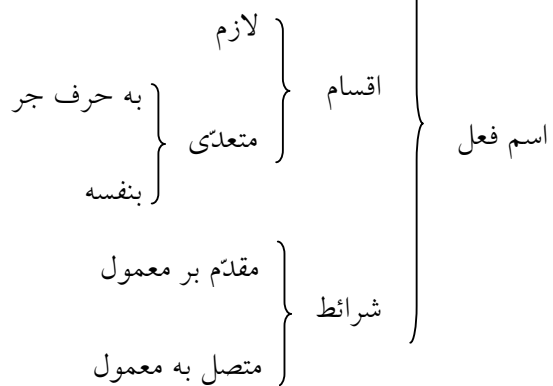 اسم فعل
اقسام
لازم
متعدّی
به حرف جر
بنفسه
شرائط
مقدّم بر معمول
متصل به معمول